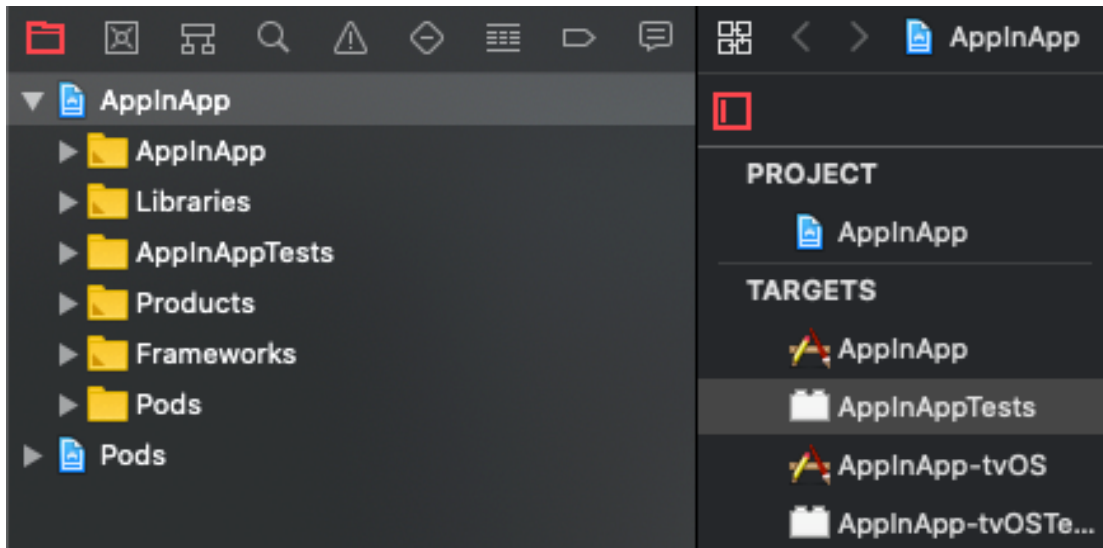 AppInApp
AppInApp
AppInApp
Libraries
AppInAppTests
Products
Frameworks
Pods
Pods
PROJECT
AppInApp
TARGETS
AppInApp
AppInAppTests
AppInApp-tvOS
AppInApp-tvOSTe...